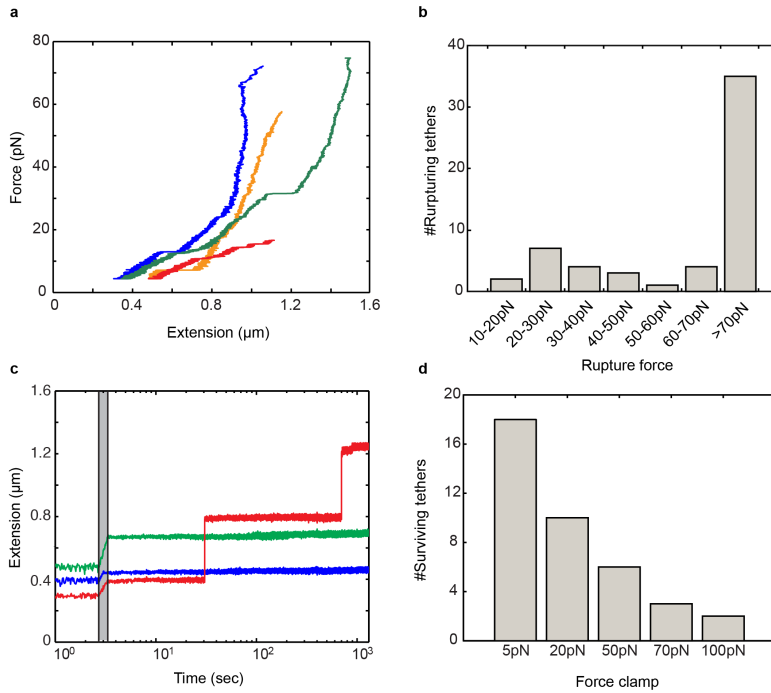 a
80
60
40
20
0
Force (pN)
0 0.4 0.8 1.2 1.6
Extension (μm)
b
40
30
20
10
0
#Rurpturing tethers
10-20pN
20-30pN
30-40pN
40-50pN
50-60pN
60-70pN
>70pN
Rupture force
c
1.6
1.2
0.8
0.4
0
Extension (μm)
10⁰ 10¹ 10² 10³
Time (sec)
d
20
16
12
8
4
0
#Surviving tethers
5pN 20pN 50pN 70pN 100pN
Force clamp